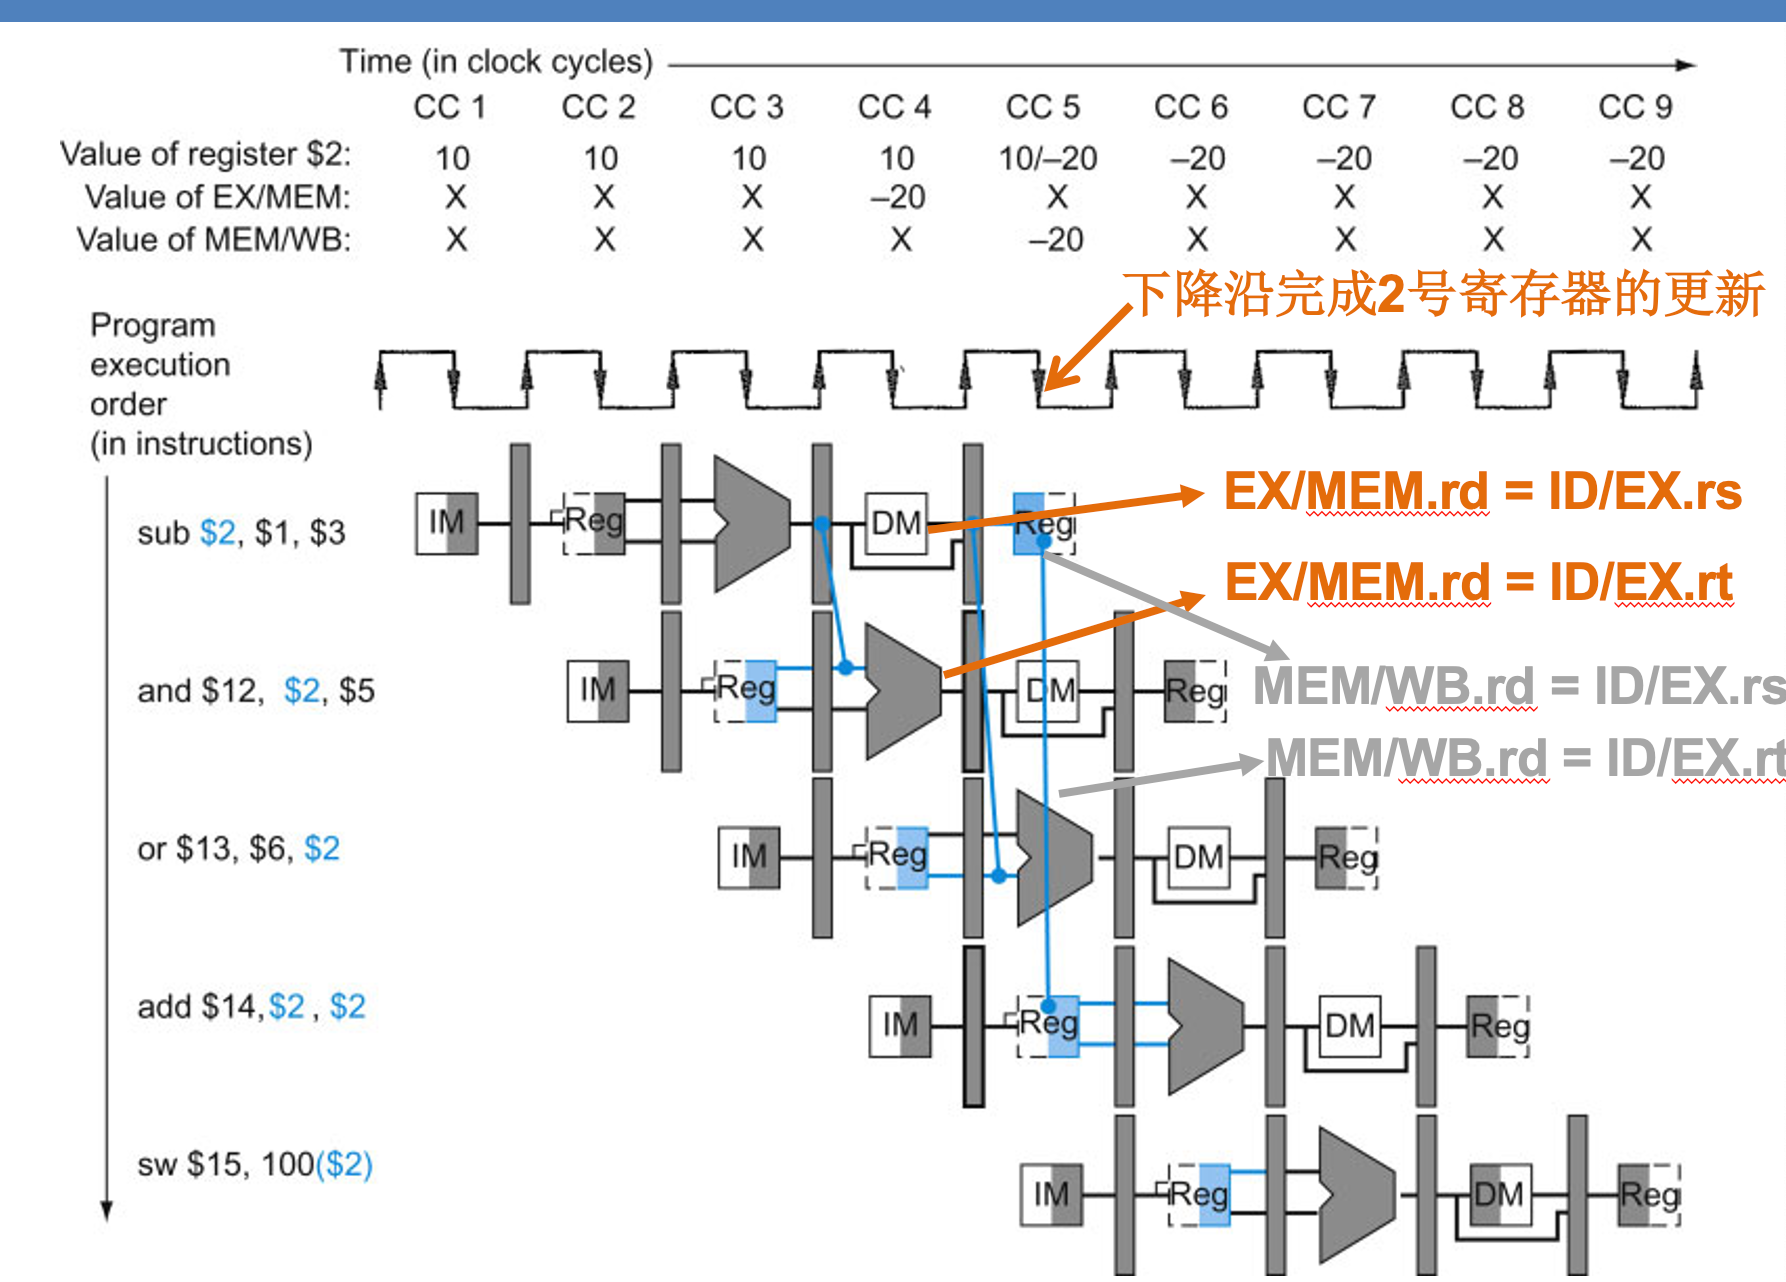 Time (in clock cycles)
CC 1 CC 2 CC 3 CC 4 CC 5 CC 6 CC 7 CC 8 CC 9
Value of register $2: 10 10 10 10 10/–20 –20 –20 –20 –20
Value of EX/MEM: X X X –20 X X X X X
Value of MEM/WB: X X X X –20 X X X X
下降沿完成2号寄存器的更新
Program
execution
order
(in instructions)
sub $2, $1, $3
IM Reg DM Reg
EX/MEM.rd = ID/EX.rs
EX/MEM.rd = ID/EX.rt
and $12, $2, $5
IM Reg DM Reg
MEM/WB.rd = ID/EX.rs
MEM/WB.rd = ID/EX.rt
or $13, $6, $2
IM Reg DM Reg
add $14,$2 , $2
IM Reg DM Reg
sw $15, 100($2)
IM Reg DM Reg